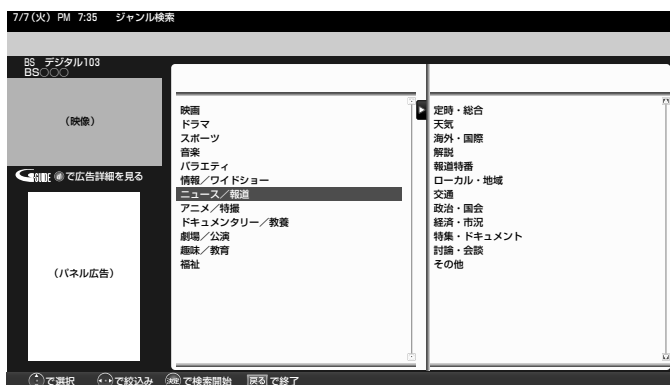 7/7(火) PM 7:35 ジャンル検索
BS デジタル103
BS○○○
(映像)
GGUIDE で広告詳細を見る
(パネル広告)
映画
ドラマ
スポーツ
音楽
バラエティ
情報/ワイドショー
ニュース/報道
アニメ/特撮
ドキュメンタリー/教養
劇場/公演
趣味/教育
福祉
定時・総合
天気
海外・国際
解説
報道特番
ローカル・地域
交通
政治・国会
経済・市況
特集・ドキュメント
討論・会談
その他
で選択 で絞込み 決定 で検索開始 戻る で終了